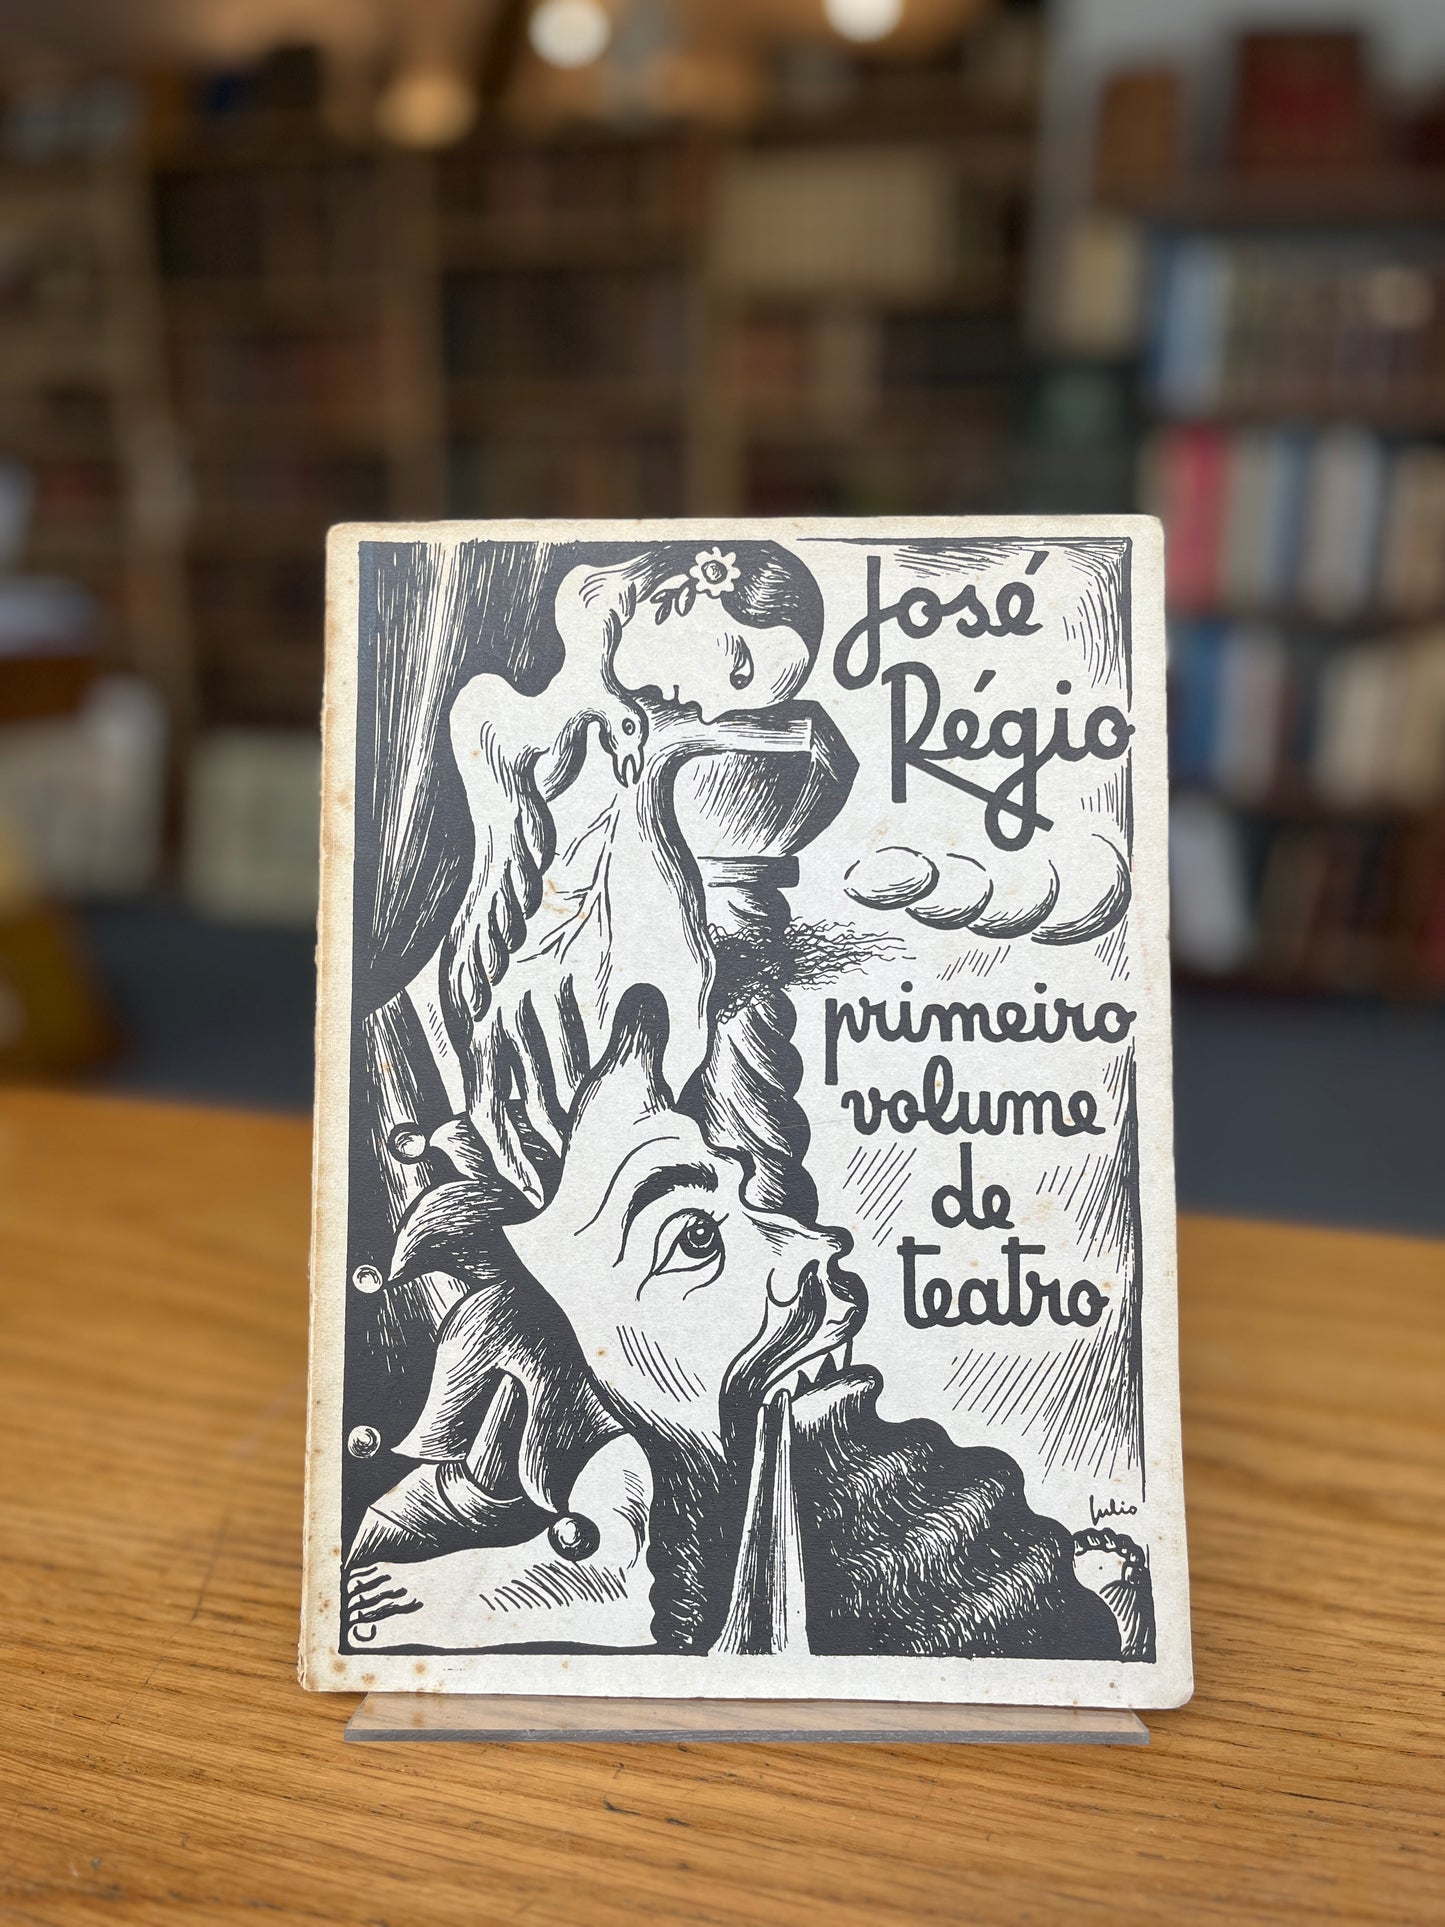 José
Régio
primeiro
volume
de
teatro
Julio